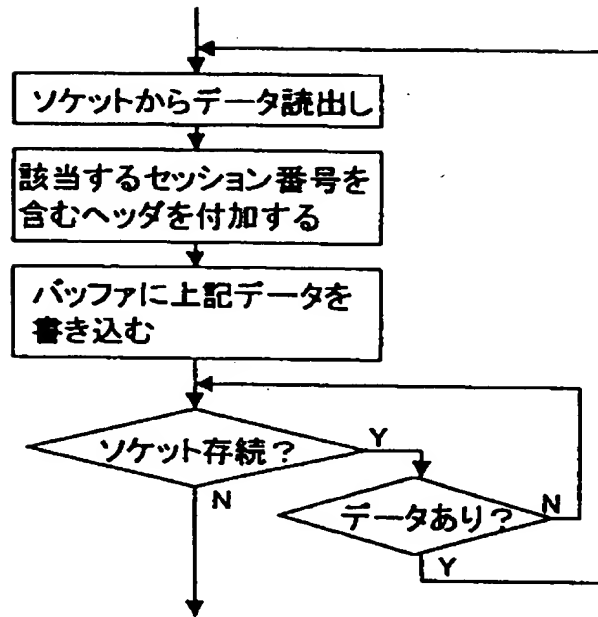 ソケットからデータ読出し
該当するセッション番号を
含むヘッダを付加する
バッファに上記データを
書き込む
ソケット存続？
Y
N
データあり？
N
Y